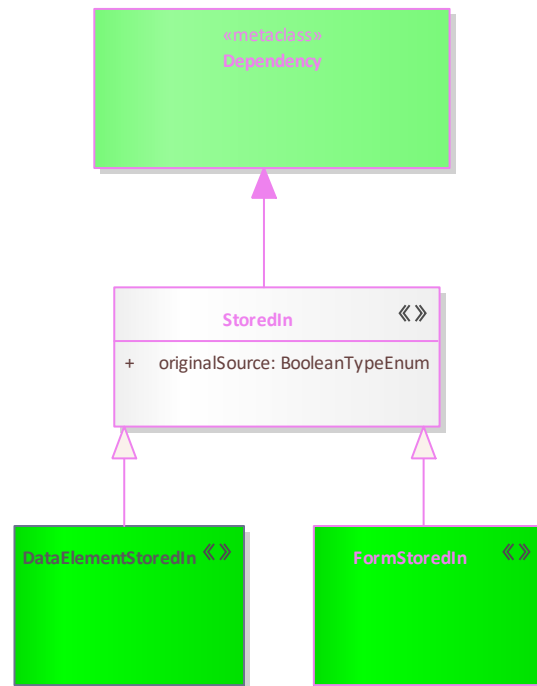 «metaclass»
Dependency
StoredIn «»
+ originalSource: BooleanTypeEnum
DataElementStoredIn «»
FormStoredIn «»